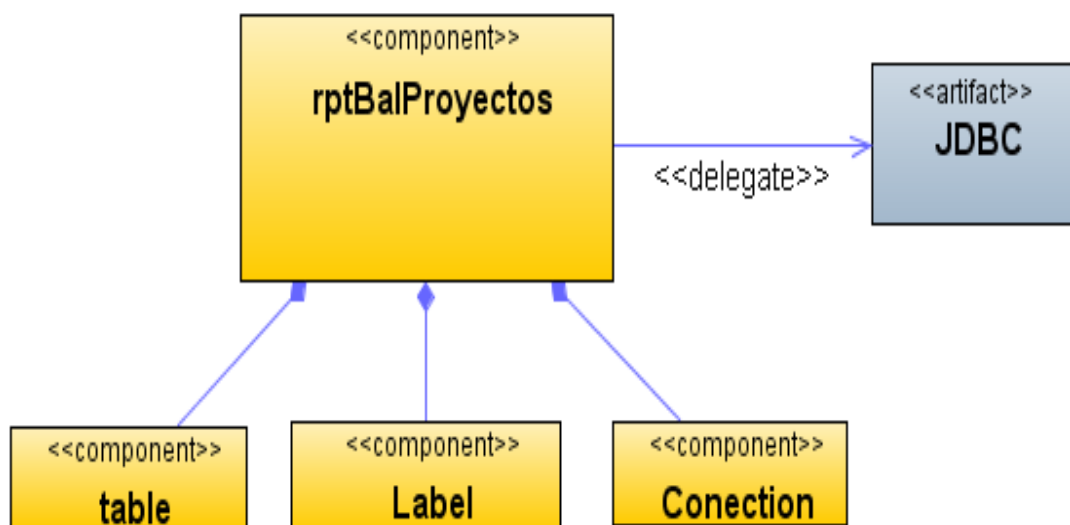 <<component>>
rptBalProyectos
<<artifact>>
JDBC
<<delegate>>
<<component>>
table
<<component>>
Label
<<component>>
Conection